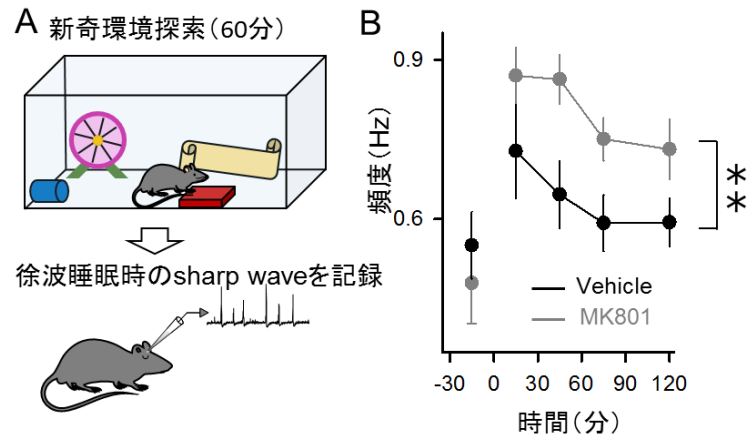 A
新奇環境探索（60分）
徐波睡眠時のsharp waveを記録
B
頻度（Hz）
0.9
0.6
**
Vehicle
MK801
-30 0 30 60 90 120
時間（分）